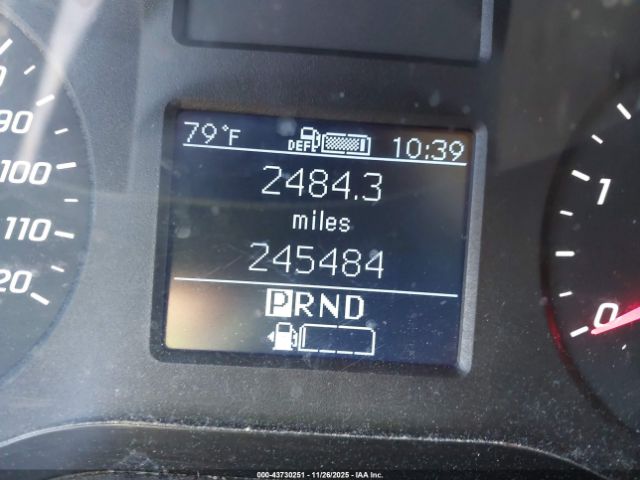 79°F DEF 10:39
2484.3
miles
245484
PRND
90
100
110
120
1
0
000-43730251 | 11/26/2025 - IAA, Inc.